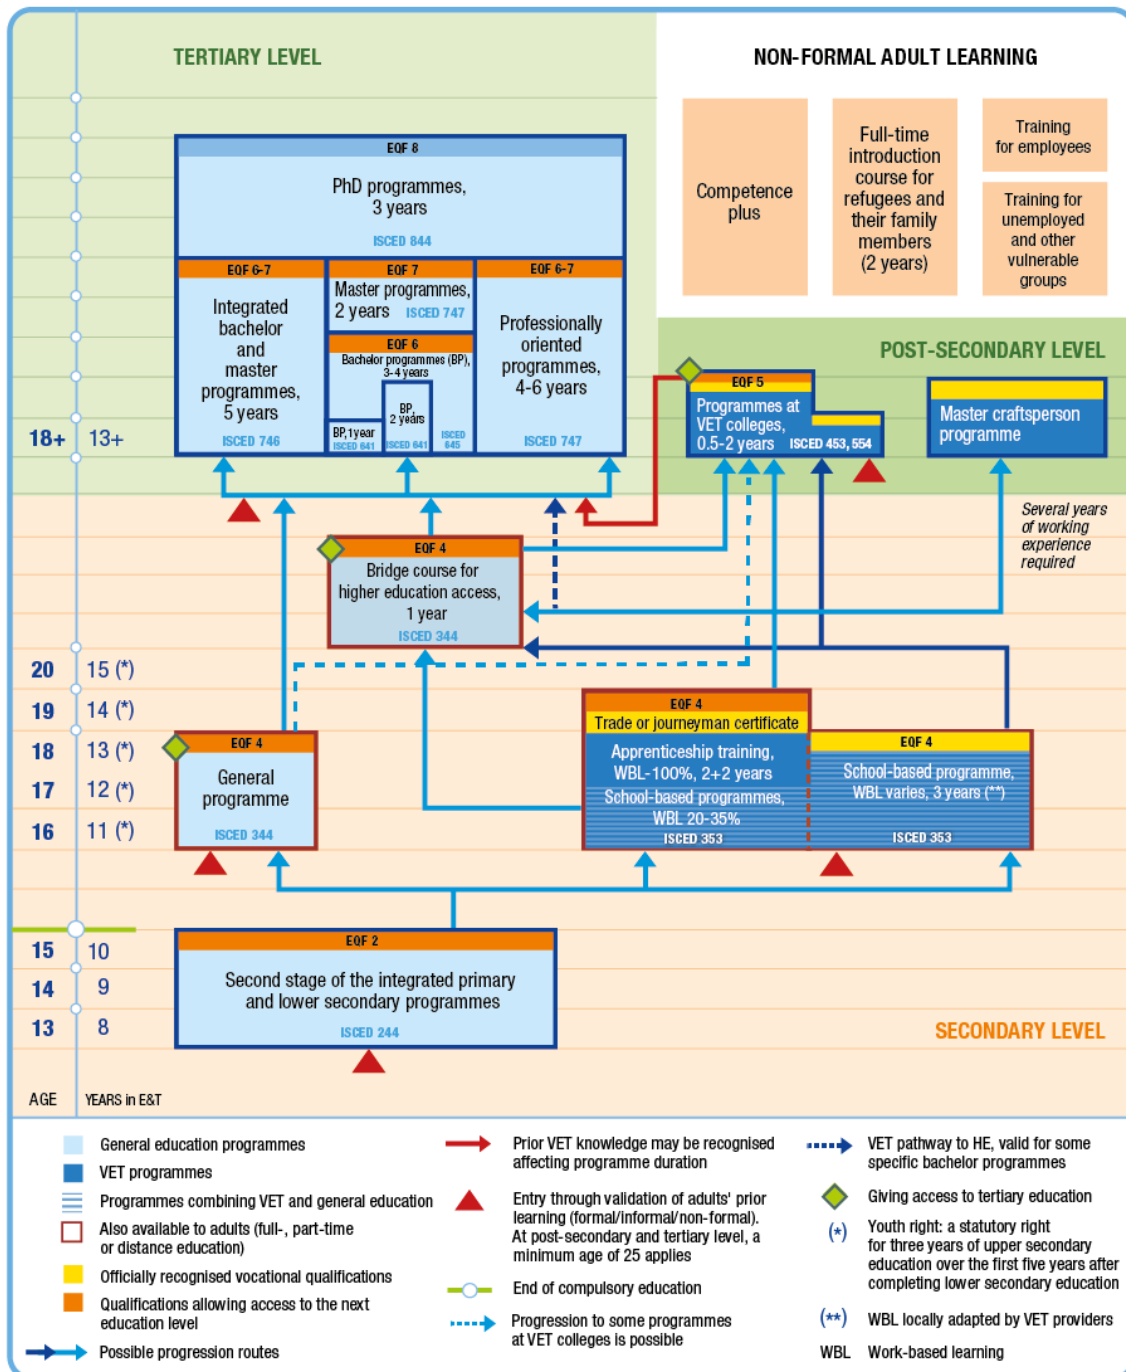 TERTIARY LEVEL
NON-FORMAL ADULT LEARNING
Competence
plus
Full-time
introduction
course for
refugees and
their family
members
(2 years)
Training
for employees
Training for
unemployed
and other
vulnerable
groups
EQF 8
PhD programmes,
3 years
ISCED 844
EQF 6-7
Integrated
bachelor
and
master
programmes,
5 years
ISCED 746
EQF 7
Master programmes,
2 years ISCED 747
EQF 6
Bachelor programmes (BP),
3-4 years
BP, 1 year
ISCED 641
BP,
2 years
ISCED 641
ISCED
645
EQF 6-7
Professionally
oriented
programmes,
4-6 years
ISCED 747
POST-SECONDARY LEVEL
EQF 5
Programmes at
VET colleges,
0.5-2 years
ISCED 453, 554
Master craftsperson
programme
18+ 13+
Several years
of working
experience
required
EQF 4
Bridge course for
higher education access,
1 year
ISCED 344
20 15 (*)
19 14 (*)
18 13 (*)
17 12 (*)
16 11 (*)
EQF 4
General
programme
ISCED 344
EQF 4
Trade or journeyman certificate
Apprenticeship training,
WBL-100%, 2+2 years
School-based programmes,
WBL 20-35%
ISCED 353
EQF 4
School-based programme,
WBL varies, 3 years (**)
ISCED 353
15 10
14 9
13 8
EQF 2
Second stage of the integrated primary
and lower secondary programmes
ISCED 244
SECONDARY LEVEL
AGE YEARS in E&T
General education programmes
VET programmes
Programmes combining VET and general education
Also available to adults (full-, part-time
or distance education)
Officially recognised vocational qualifications
Qualifications allowing access to the next
education level
Possible progression routes
Prior VET knowledge may be recognised
affecting programme duration
Entry through validation of adults' prior
learning (formal/informal/non-formal).
At post-secondary and tertiary level, a
minimum age of 25 applies
End of compulsory education
Progression to some programmes
at VET colleges is possible
VET pathway to HE, valid for some
specific bachelor programmes
Giving access to tertiary education
(*) Youth right: a statutory right
for three years of upper secondary
education over the first five years after
completing lower secondary education
(**) WBL locally adapted by VET providers
WBL Work-based learning